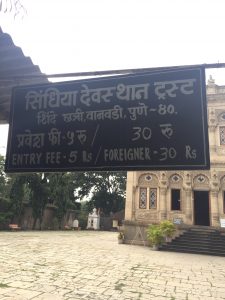 सिंधिया देवस्थान ट्रस्ट
शिंदे छत्री, वानवडी, पुणे-४०.
प्रवेश फी-५ रू / 30 रु
ENTRY FEE-5 Rs / FOREIGNER-30 Rs